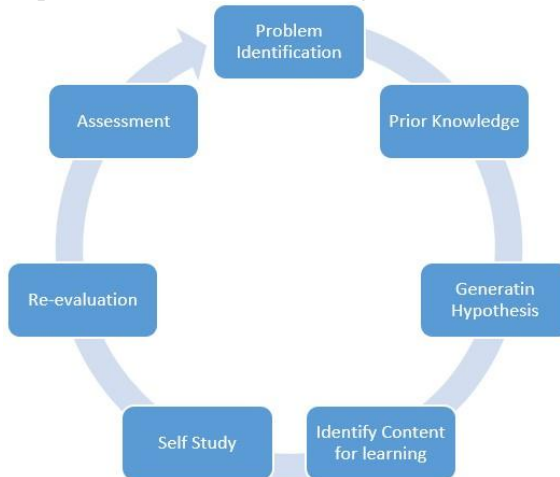 Problem
Identification
Prior Knowledge
Generatin
Hypothesis
Identify Content
for learning
Self Study
Re-evaluation
Assessment